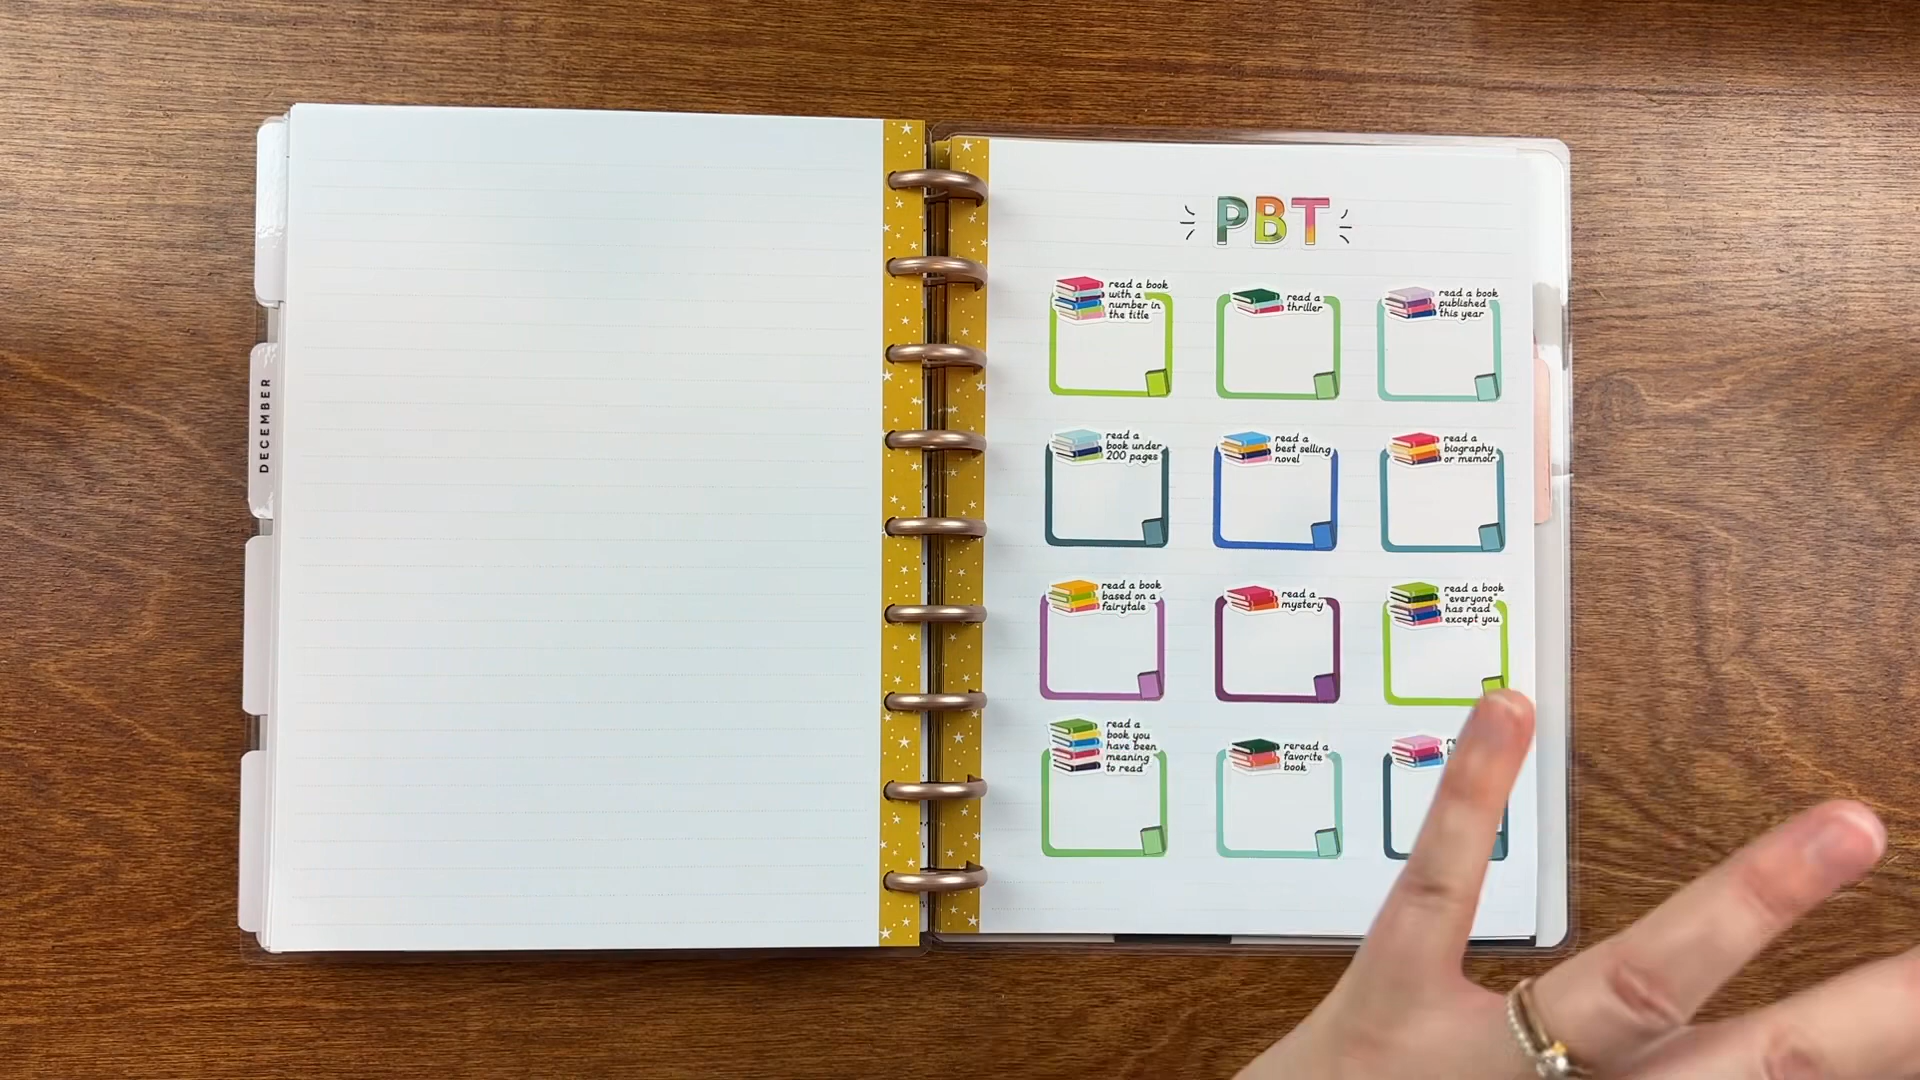 DECEMBER
PBT
read a book
with a
number in
the title
read a
thriller
read a book
published
this year
read a
book under
200 pages
read a
best selling
novel
read a
biography
or memoir
read a book
based on a
fairytale
read a
mystery
read a book
"everyone"
has read
except you
read a
book you
have been
meaning
to read
reread a
favorite
book